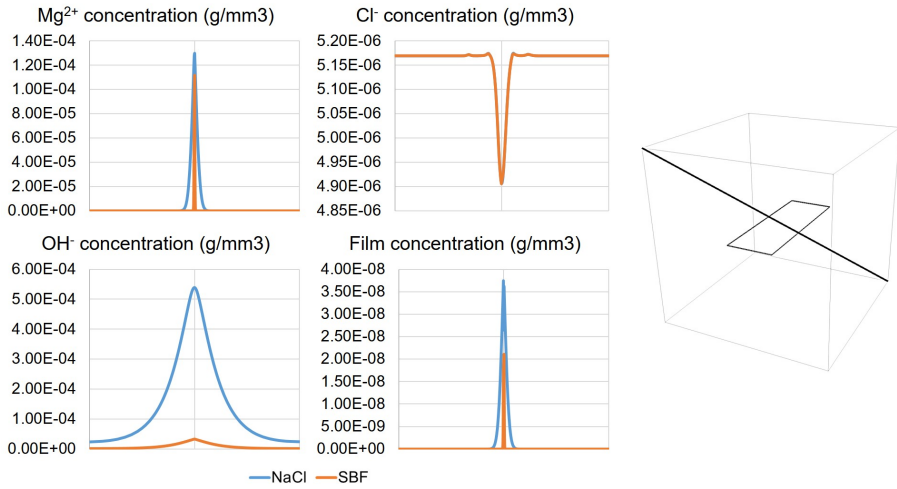 Mg²⁺ concentration (g/mm3)
1.40E-04
1.20E-04
1.00E-04
8.00E-05
6.00E-05
4.00E-05
2.00E-05
0.00E+00
Cl⁻ concentration (g/mm3)
5.20E-06
5.15E-06
5.10E-06
5.05E-06
5.00E-06
4.95E-06
4.90E-06
4.85E-06
OH⁻ concentration (g/mm3)
6.00E-04
5.00E-04
4.00E-04
3.00E-04
2.00E-04
1.00E-04
0.00E+00
Film concentration (g/mm3)
4.00E-08
3.50E-08
3.00E-08
2.50E-08
2.00E-08
1.50E-08
1.00E-08
5.00E-09
0.00E+00
NaCl SBF